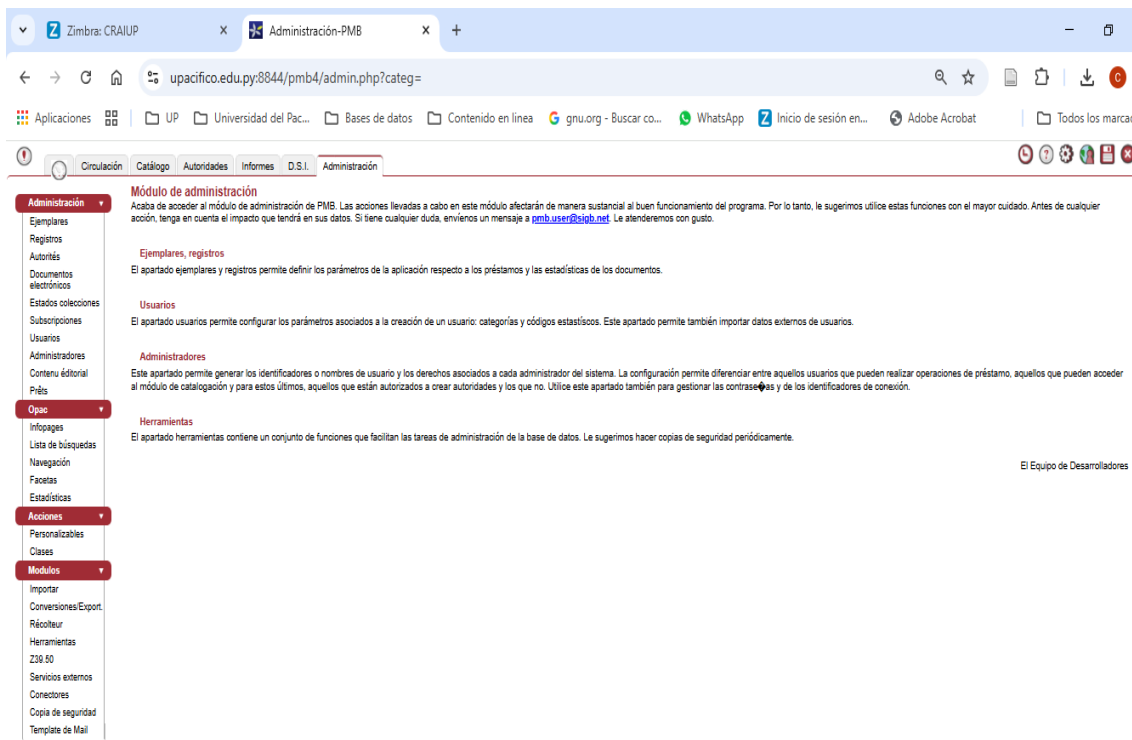 Zimbra: CRAIUP
Administración-PMB
upacifico.edu.py:8844/pmb4/admin.php?categ=
Aplicaciones UP Universidad del Pac... Bases de datos Contenido en linea gnu.org - Buscar co... WhatsApp Inicio de sesión en... Adobe Acrobat Todos los marcad
Circulación Catálogo Autoridades Informes D.S.I. Administración
Administración
Ejemplares
Registros
Autorités
Documentos
electrónicos
Estados colecciones
Subscripciones
Usuarios
Administradores
Contenu éditorial
Prêts
Opac
Infopages
Lista de búsquedas
Navegación
Facetas
Estadísticas
Acciones
Personalizables
Clases
Modulos
Importar
Conversiones/Export.
Récolteur
Herramientas
Z39.50
Servicios externos
Conectores
Copia de seguridad
Template de Mail
Módulo de administración
Acaba de acceder al módulo de administración de PMB. Las acciones llevadas a cabo en este módulo afectarán de manera sustancial al buen funcionamiento del programa. Por lo tanto, le sugerimos utilice estas funciones con el mayor cuidado. Antes de cualquier
acción, tenga en cuenta el impacto que tendrá en sus datos. Si tiene cualquier duda, envíenos un mensaje a pmb.user@sigb.net. Le atenderemos con gusto.
Ejemplares, registros
El apartado ejemplares y registros permite definir los parámetros de la aplicación respecto a los préstamos y las estadísticas de los documentos.
Usuarios
El apartado usuarios permite configurar los parámetros asociados a la creación de un usuario: categorías y códigos estastíscos. Este apartado permite también importar datos externos de usuarios.
Administradores
Este apartado permite generar los identificadores o nombres de usuario y los derechos asociados a cada administrador del sistema. La configuración permite diferenciar entre aquellos usuarios que pueden realizar operaciones de préstamo, aquellos que pueden acceder
al módulo de catalogación y para estos últimos, aquellos que están autorizados a crear autoridades y los que no. Utilice este apartado también para gestionar las contrase�as y de los identificadores de conexión.
Herramientas
El apartado herramientas contiene un conjunto de funciones que facilitan las tareas de administración de la base de datos. Le sugerimos hacer copias de seguridad periódicamente.
El Equipo de Desarrolladores